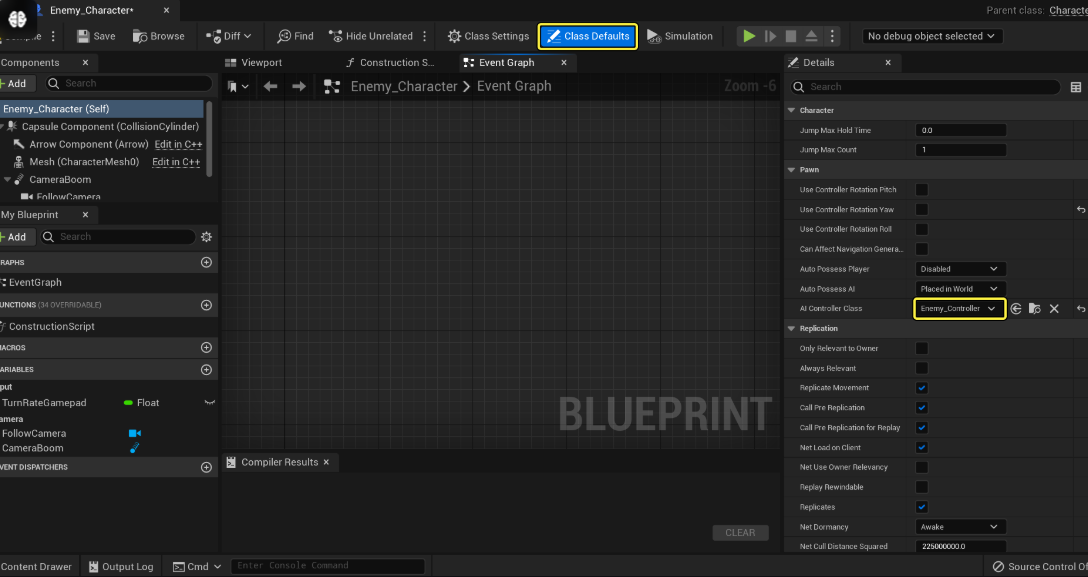 Enemy_Character*
Parent class: Characte
Compile
Save
Browse
Diff
Find
Hide Unrelated
Class Settings
Class Defaults
Simulation
No debug object selected
Components
Viewport
Construction S...
Event Graph
Details
Add
Search
Enemy_Character > Event Graph
Zoom -6
Search
Enemy_Character (Self)
Capsule Component (CollisionCylinder)
Arrow Component (Arrow) Edit in C++
Mesh (CharacterMesh0) Edit in C++
CameraBoom
FollowCamera
My Blueprint
Add
Search
RAPHS
EventGraph
UNCTIONS (34 OVERRIDABLE)
ConstructionScript
MACROS
ARIABLES
put
TurnRateGamepad Float
amera
FollowCamera
CameraBoom
VENT DISPATCHERS
BLUEPRINT
Compiler Results
CLEAR
Character
Jump Max Hold Time 0.0
Jump Max Count 1
Pawn
Use Controller Rotation Pitch
Use Controller Rotation Yaw
Use Controller Rotation Roll
Can Affect Navigation Genera...
Auto Possess Player Disabled
Auto Possess AI Placed in World
AI Controller Class Enemy_Controller
Replication
Only Relevant to Owner
Always Relevant
Replicate Movement
Call Pre Replication
Call Pre Replication for Replay
Net Load on Client
Net Use Owner Relevancy
Replay Rewindable
Replicates
Net Dormancy Awake
Net Cull Distance Squared 225000000.0
Content Drawer
Output Log
Cmd
Enter Console Command
Source Control Of